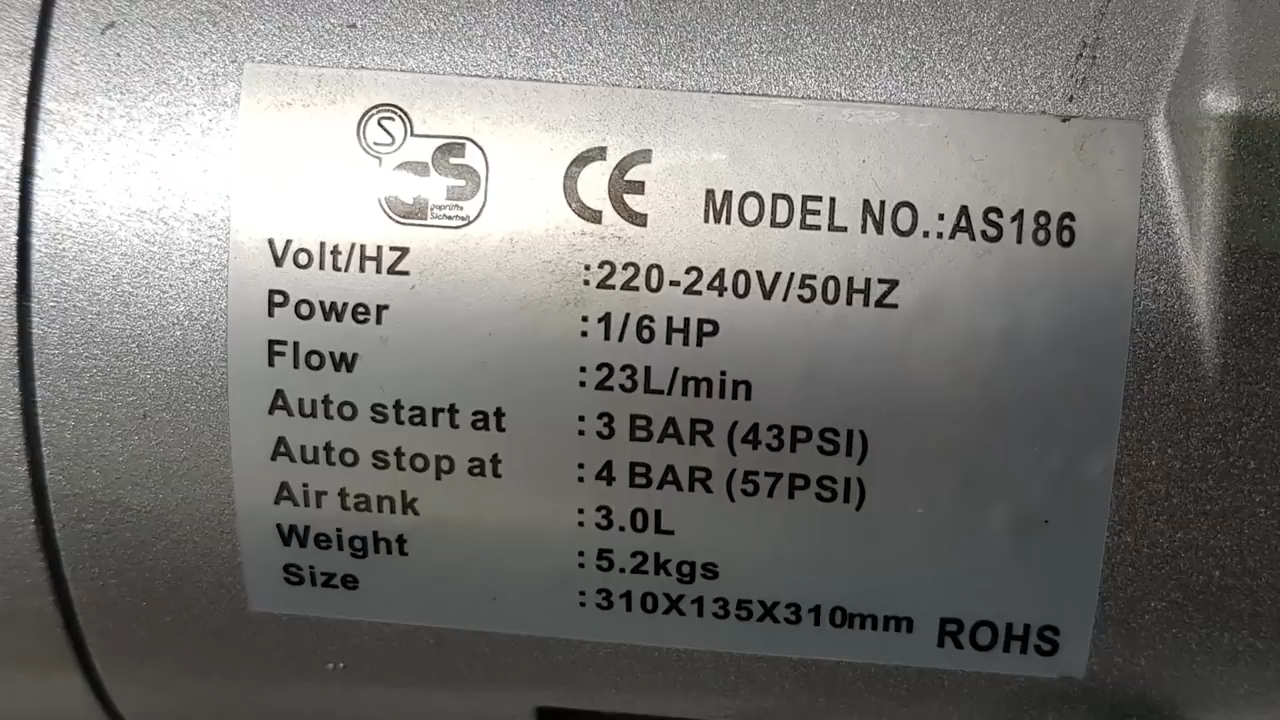 S
GS
geprüfte
Sicherheit
CE
MODEL NO.:AS186
Volt/HZ :220-240V/50HZ
Power :1/6HP
Flow :23L/min
Auto start at :3 BAR (43PSI)
Auto stop at :4 BAR (57PSI)
Air tank :3.0L
Weight :5.2kgs
Size :310X135X310mm ROHS